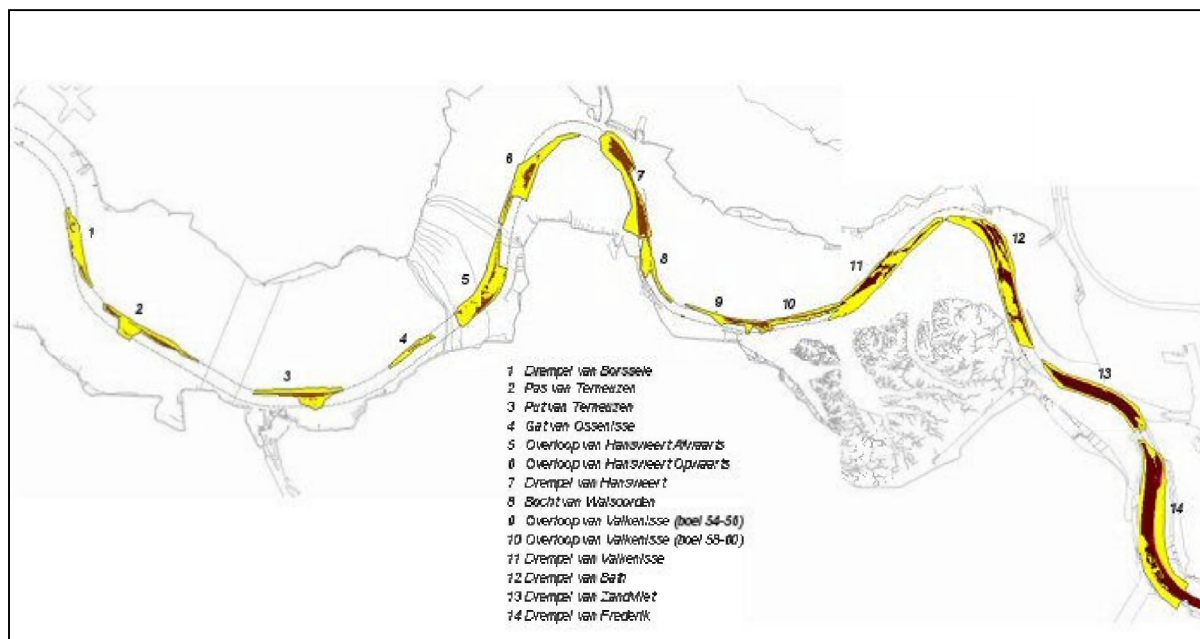 1
2
3
4
5
6
7
8
9
10
11
12
13
14
1 Drempel van Borssele
2 Pas van Terneuzen
3 Put van Terneuzen
4 Gat van Ossenisse
5 Overloop van Hansweert Afwaarts
6 Overloop van Hansweert Opwaarts
7 Drempel van Hansweert
8 Bocht van Walsoorden
9 Overloop van Valkenisse (boei 54-56)
10 Overloop van Valkenisse (boei 58-60)
11 Drempel van Valkenisse
12 Drempel van Bath
13 Drempel van Zandvliet
14 Drempel van Frederik